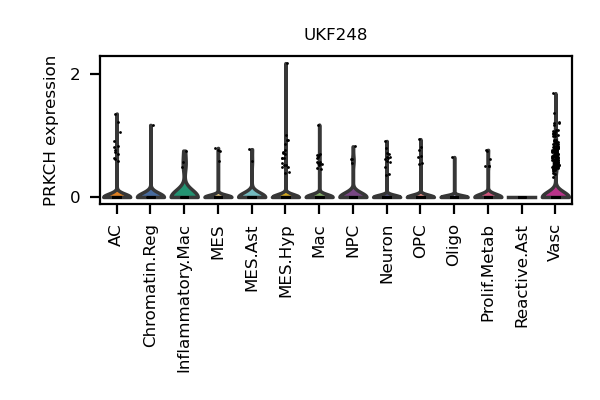 UKF248
PRKCH expression
2
0
AC
Chromatin.Reg
Inflammatory.Mac
MES
MES.Ast
MES.Hyp
Mac
NPC
Neuron
OPC
Oligo
Prolif.Metab
Reactive.Ast
Vasc